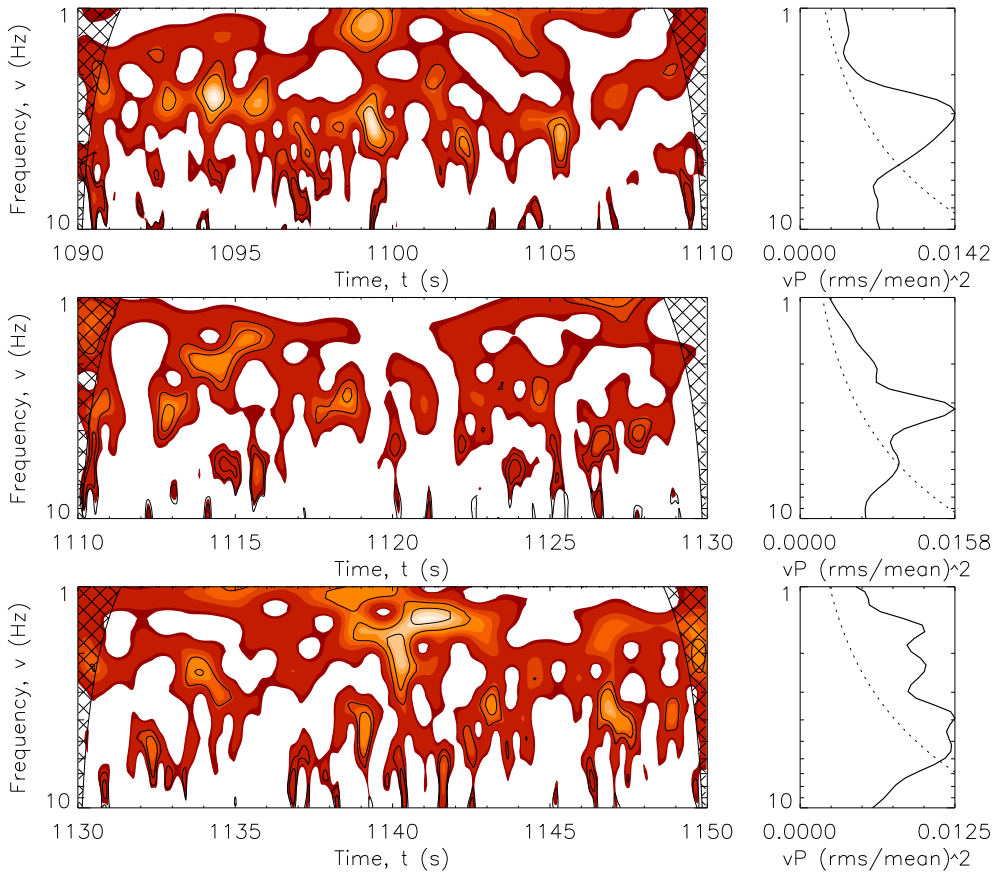 1
10
Frequency, v (Hz)
1090 1095 1100 1105 1110
Time, t (s)
1
10
0.0000 0.0142
vP (rms/mean)^2
1
10
Frequency, v (Hz)
1110 1115 1120 1125 1130
Time, t (s)
1
10
0.0000 0.0158
vP (rms/mean)^2
1
10
Frequency, v (Hz)
1130 1135 1140 1145 1150
Time, t (s)
1
10
0.0000 0.0125
vP (rms/mean)^2